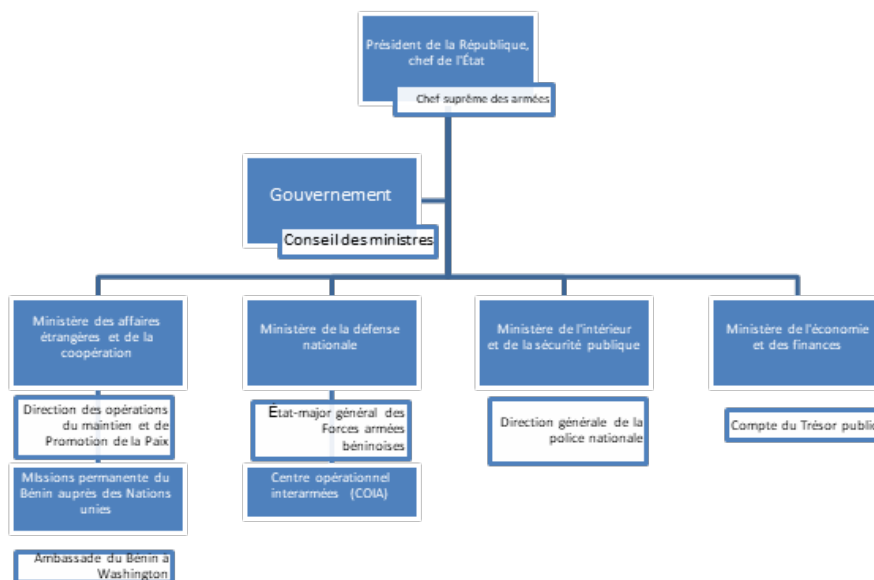 Président de la République,
chef de l'État
Chef suprême des armées
Gouvernement
Conseil des ministres
Ministère des affaires
étrangères et de la
coopération
Direction des opérations
du maintien et de
Promotion de la Paix
MIssions permanente du
Bénin auprès des Nations
unies
Ambassade du Bénin à
Washington
Ministère de la défense
nationale
État-major général des
Forces armées
béninoises
Centre opérationnel
interarmées (COIA)
Ministère de l'intérieur
et de la sécurité publique
Direction générale de la
police nationale
Ministère de l'économie
et des finances
Compte du Trésor public